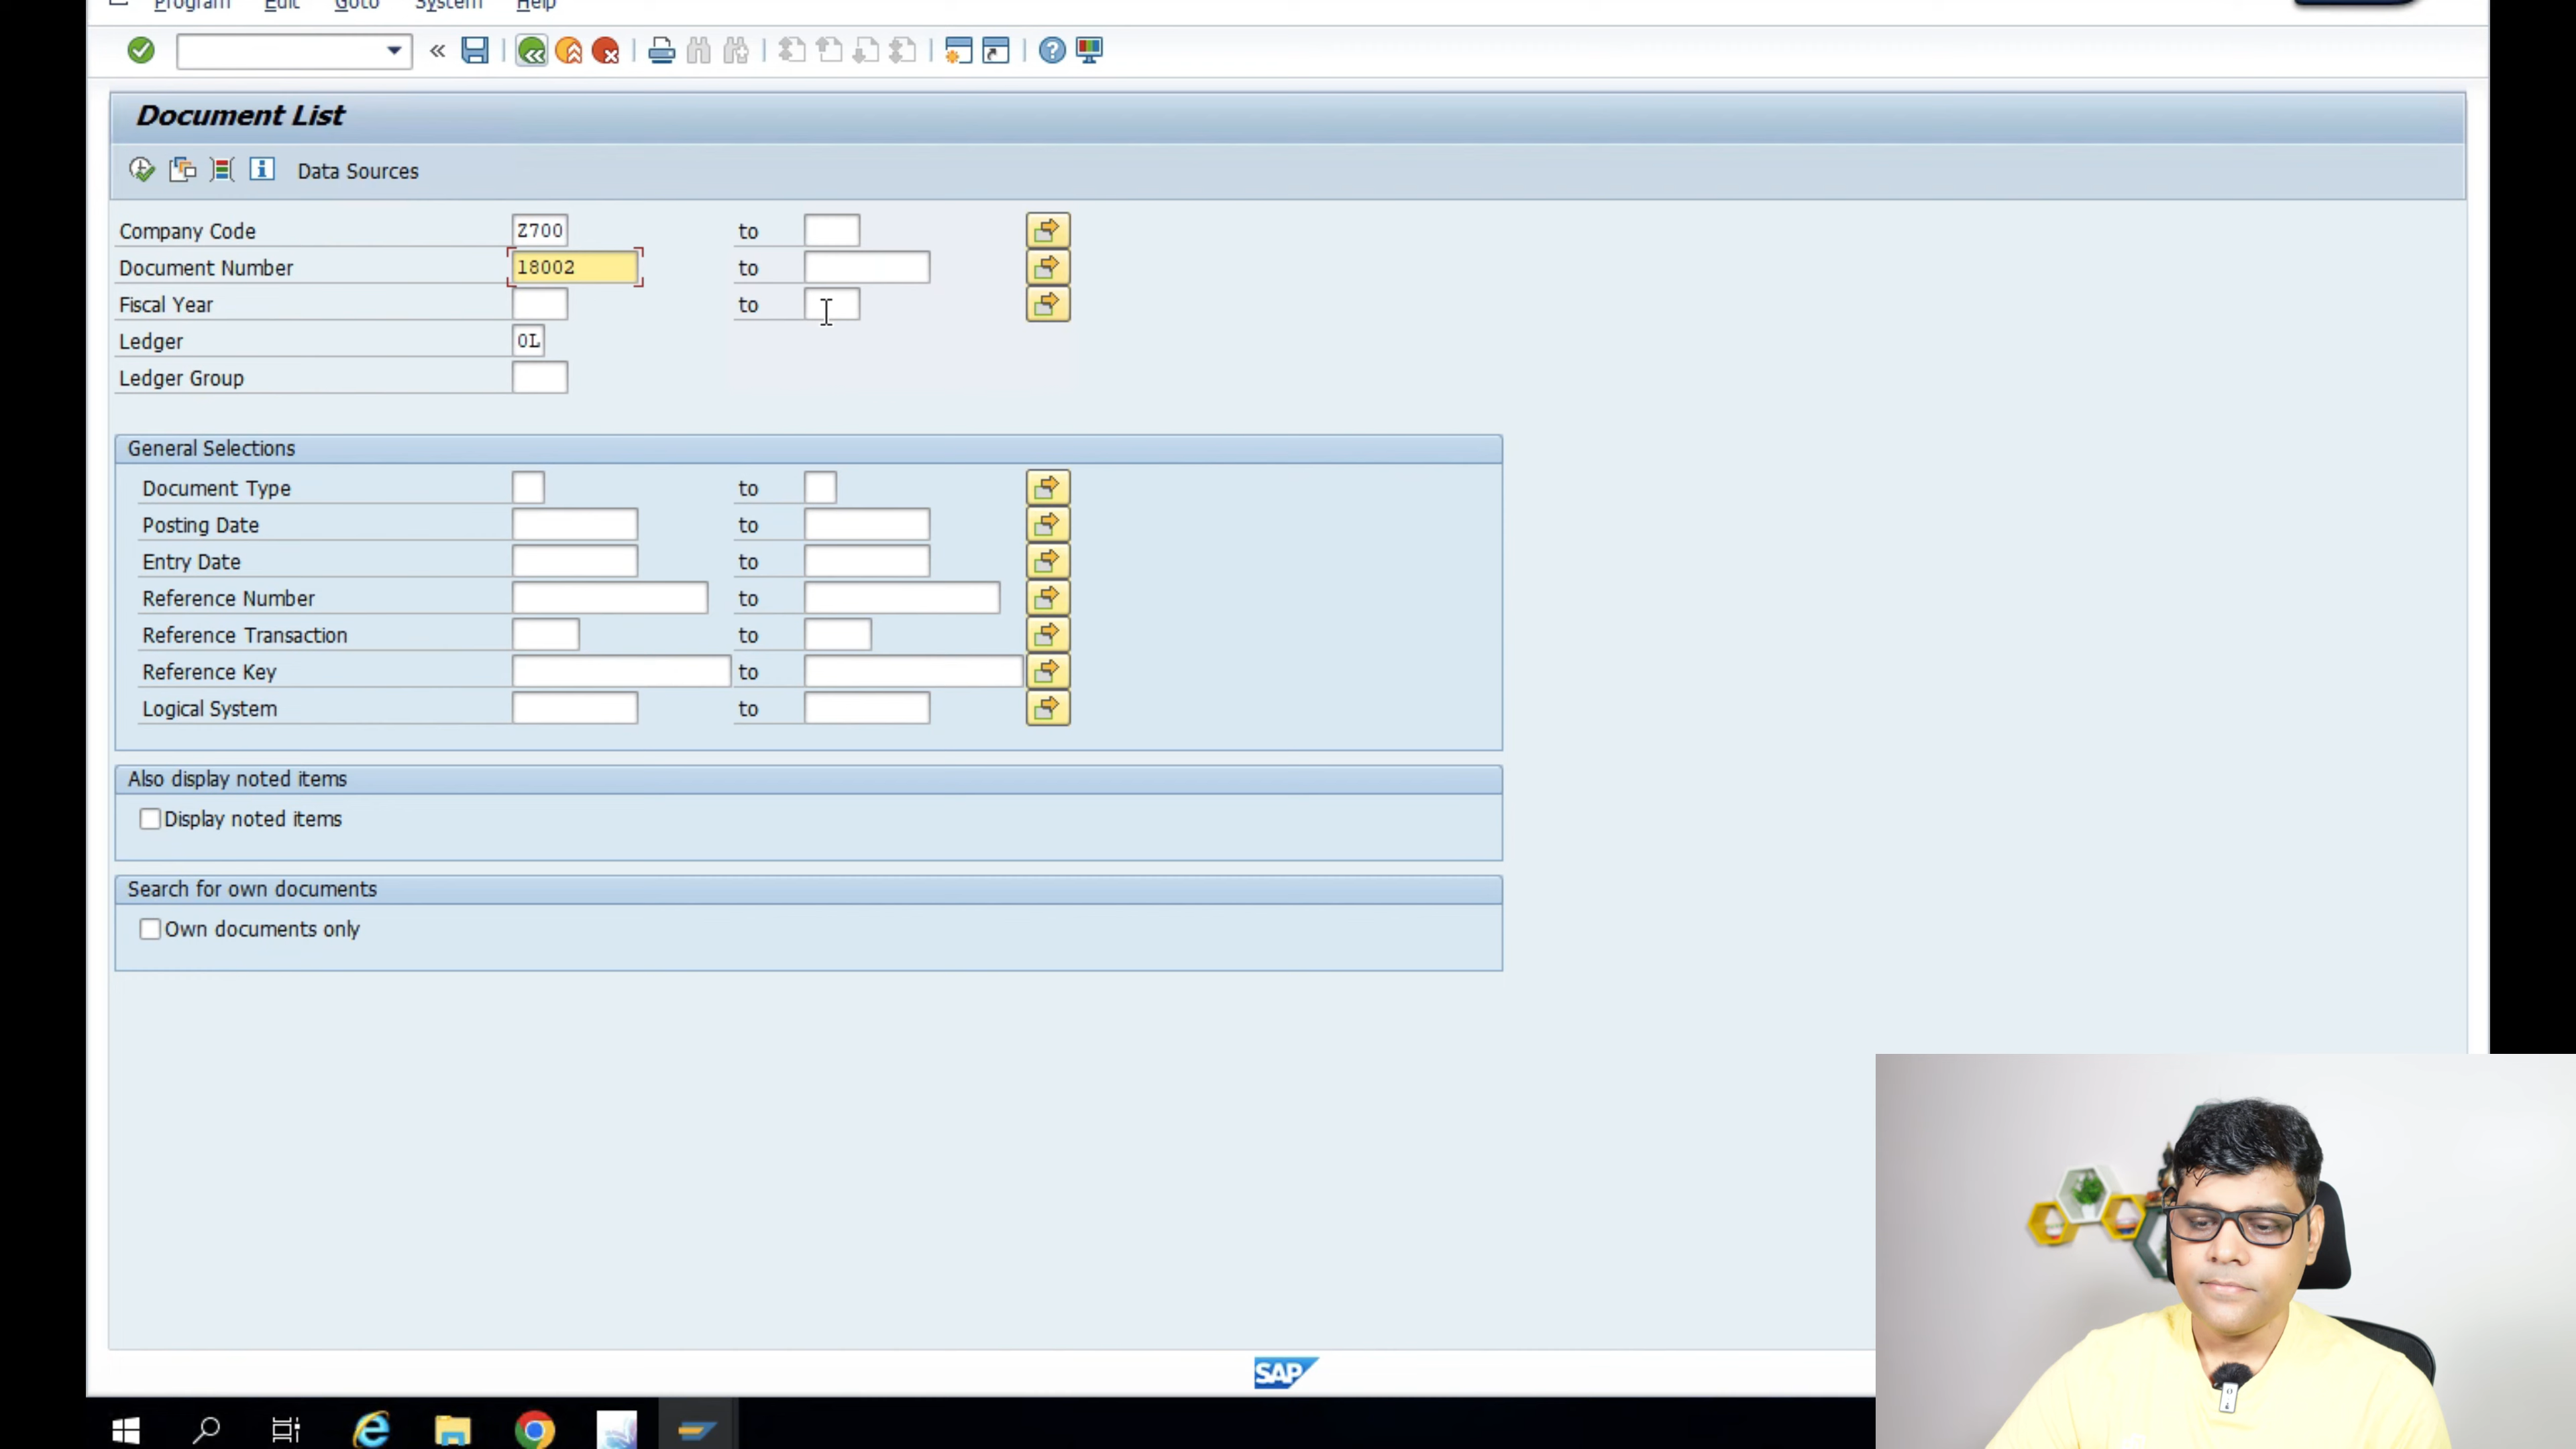 Program Edit Goto System Help
Document List
Data Sources
Company Code Z700 to
Document Number 18002 to
Fiscal Year to
Ledger 0L
Ledger Group
General Selections
Document Type to
Posting Date to
Entry Date to
Reference Number to
Reference Transaction to
Reference Key to
Logical System to
Also display noted items
Display noted items
Search for own documents
Own documents only
SAP